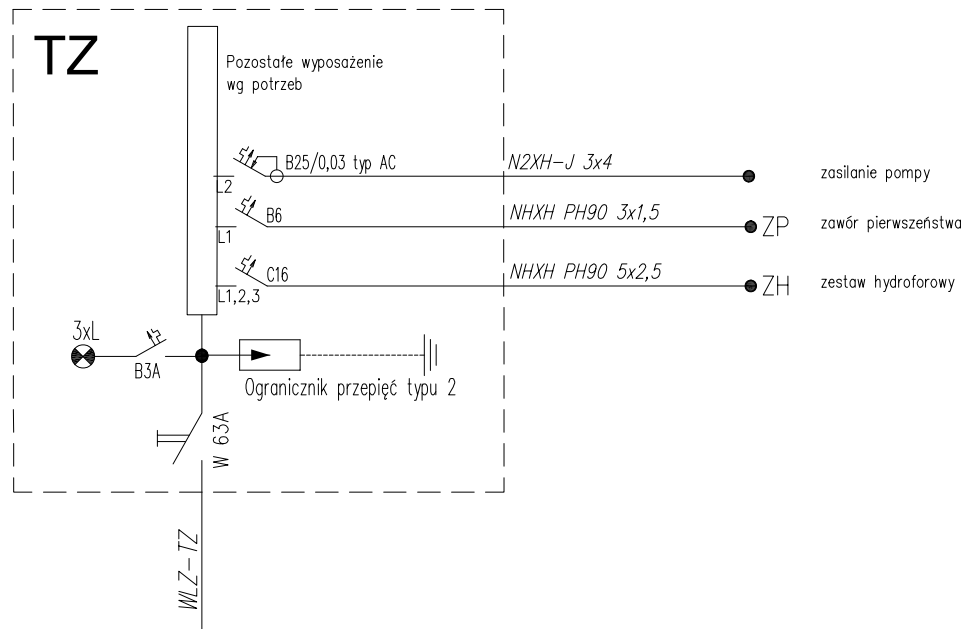 TZ
Pozostałe wyposażenie
wg potrzeb
B25/0,03 typ AC
N2XH-J 3x4
zasilanie pompy
L2
B6
NHXH PH90 3x1,5
ZP
zawór pierwszeństwa
L1
C16
NHXH PH90 5x2,5
ZH
zestaw hydroforowy
L1,2,3
3xL
B3A
Ogranicznik przepięć typu 2
W 63A
WLZ-TZ